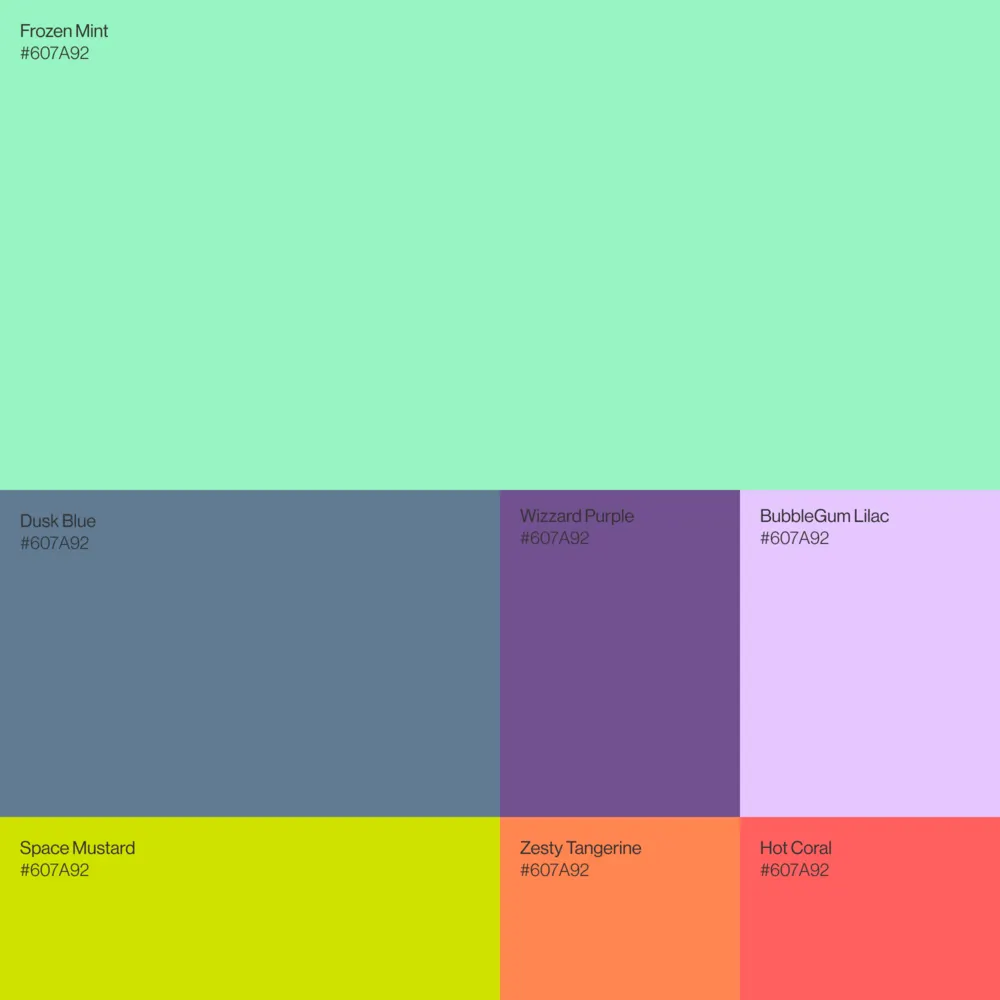 Frozen Mint
#607A92
Dusk Blue
#607A92
Wizzard Purple
#607A92
BubbleGum Lilac
#607A92
Space Mustard
#607A92
Zesty Tangerine
#607A92
Hot Coral
#607A92